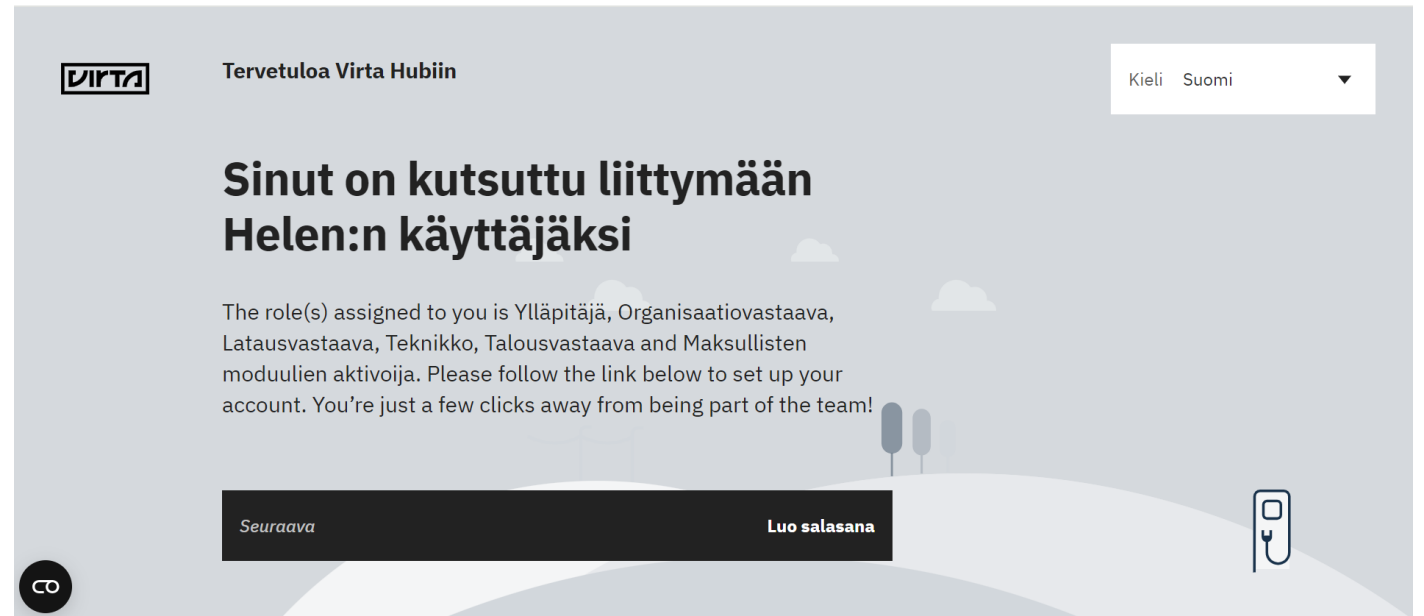 VIRTA
Tervetuloa Virta Hubiin
Kieli Suomi
Sinut on kutsuttu liittymään
Helen:n käyttäjäksi
The role(s) assigned to you is Ylläpitäjä, Organisaatiovastaava,
Latausvastaava, Teknikko, Talousvastaava and Maksullisten
moduulien aktivoija. Please follow the link below to set up your
account. You’re just a few clicks away from being part of the team!
Seuraava Luo salasana